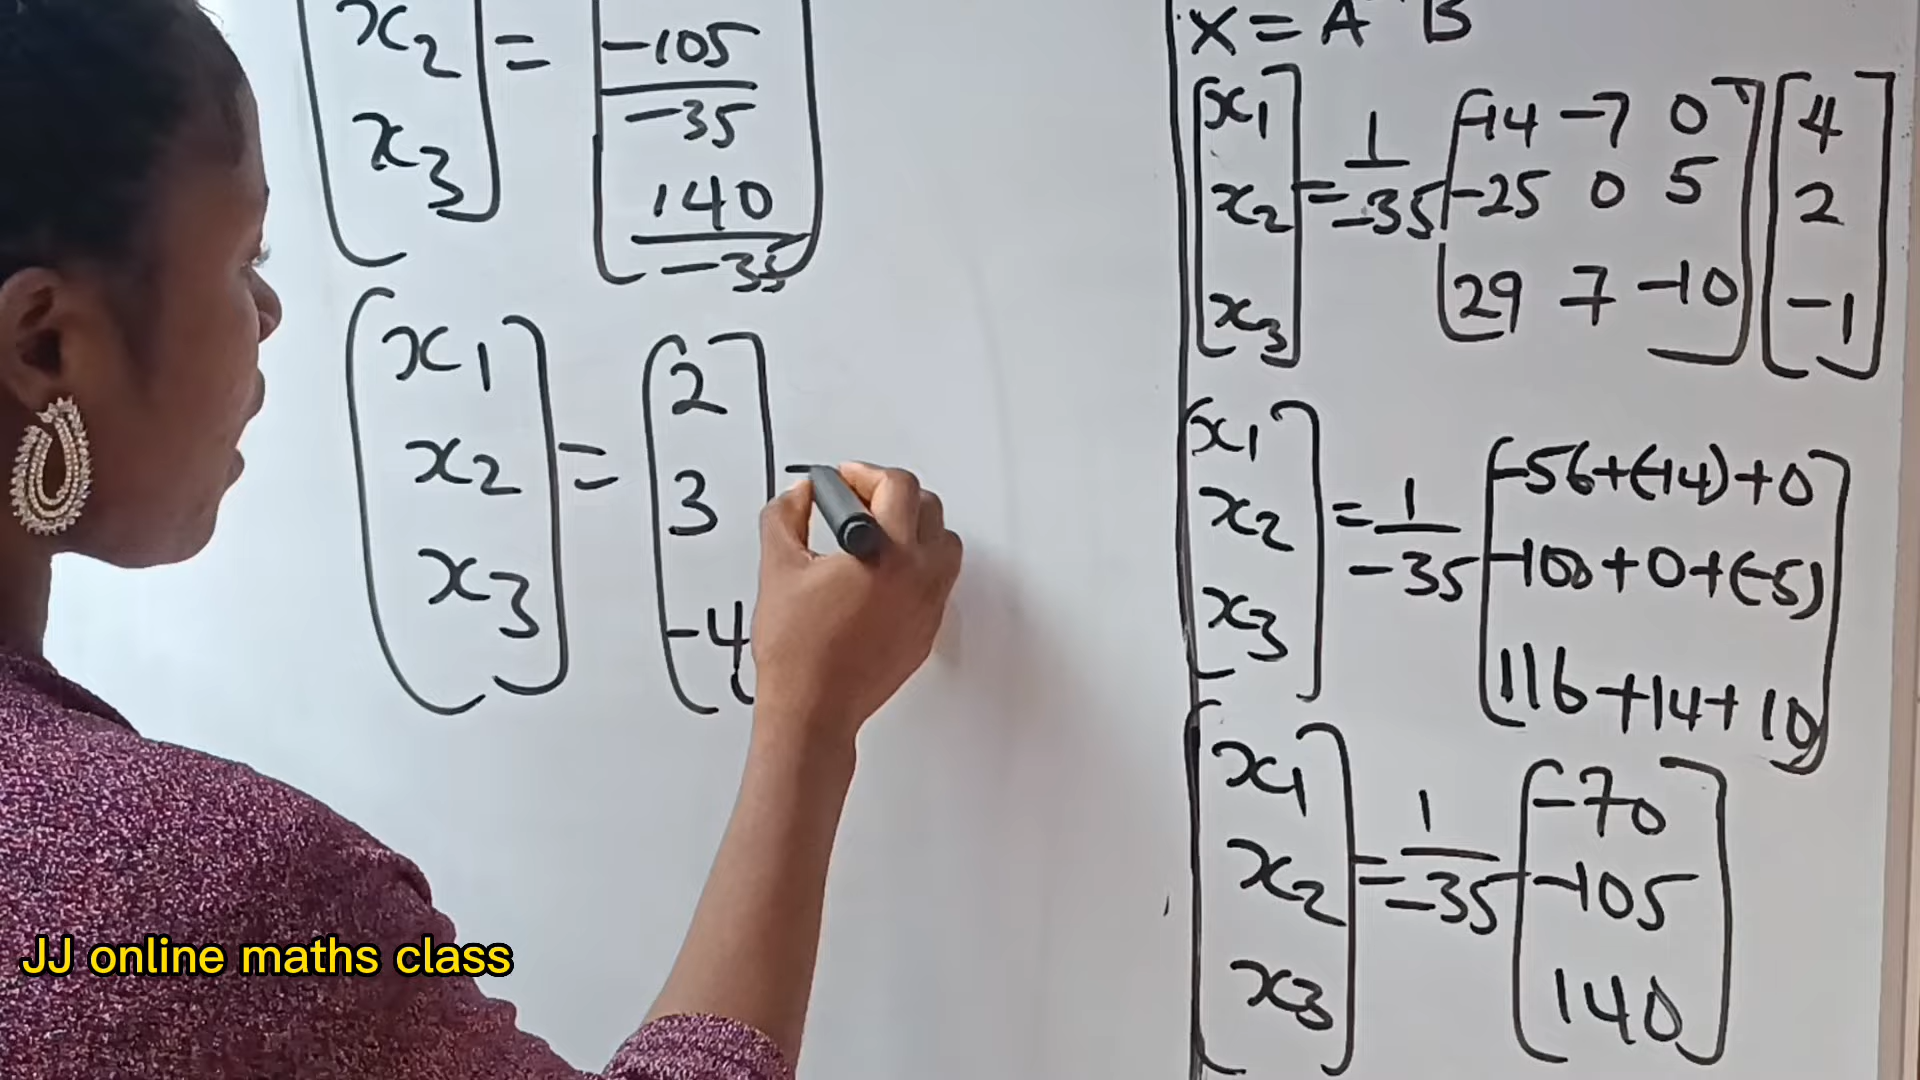 x2 = -105/-35
x3 140/-35
x1 2
x2 = 3
x3 -4
X = A B
x1 -14 -7 0 4
x2 = 1/-35 -25 0 5 2
x3 29 7 -10 -1
x1 -56+(-14)+0
x2 = 1/-35 -100+0+(-5)
x3 116+14+10
x1 -70
x2 = 1/-35 -105
x3 140
JJ online maths class